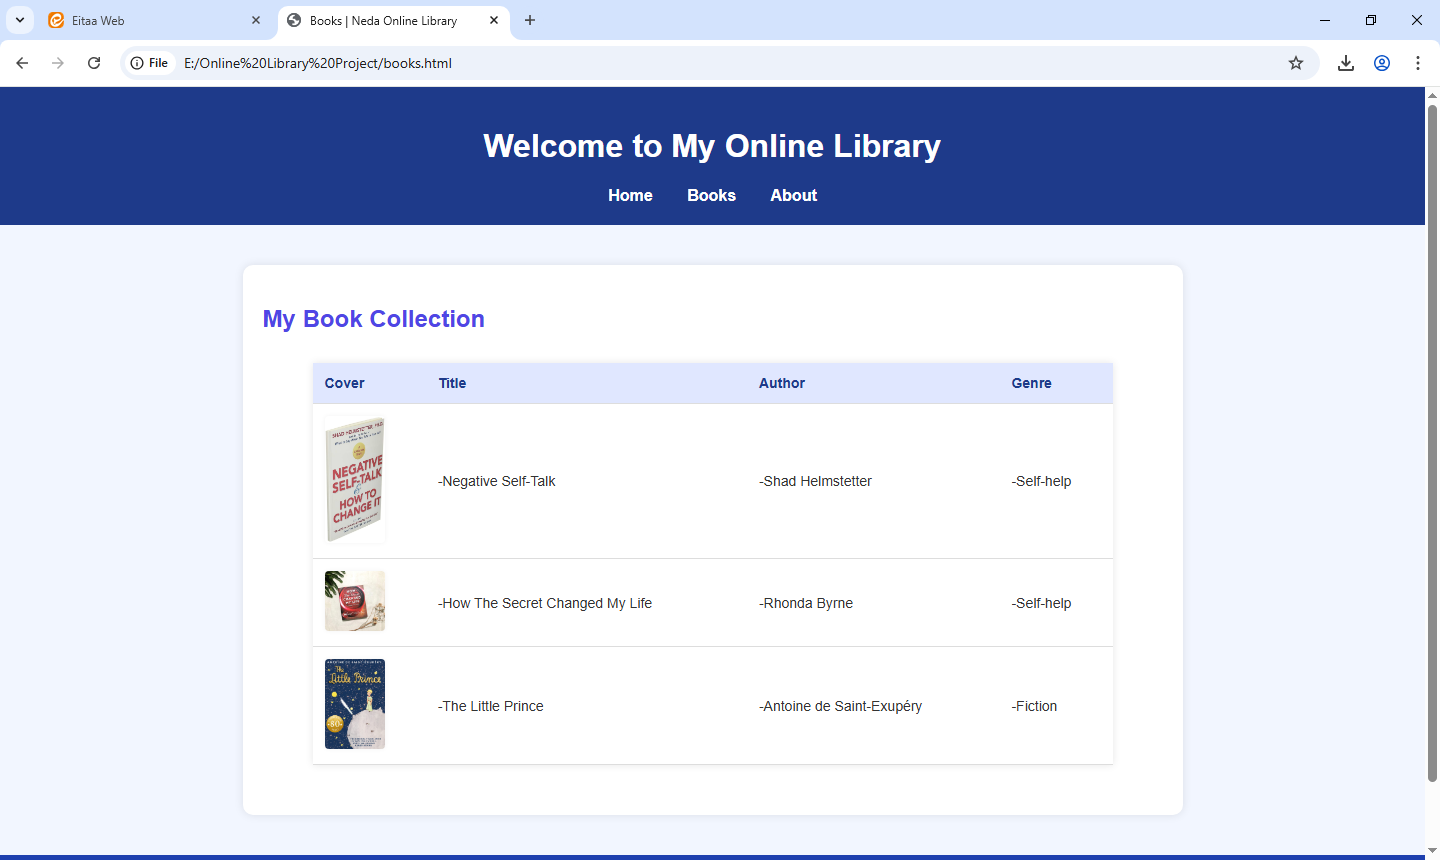 Eitaa Web
Books | Neda Online Library
File
E:/Online%20Library%20Project/books.html
Welcome to My Online Library
Home Books About
My Book Collection
Cover Title Author Genre
NEGATIVE
SELF-TALK
HOW TO
CHANGE IT
-Negative Self-Talk -Shad Helmstetter -Self-help
-How The Secret Changed My Life -Rhonda Byrne -Self-help
The
Little Prince
-The Little Prince -Antoine de Saint-Exupéry -Fiction